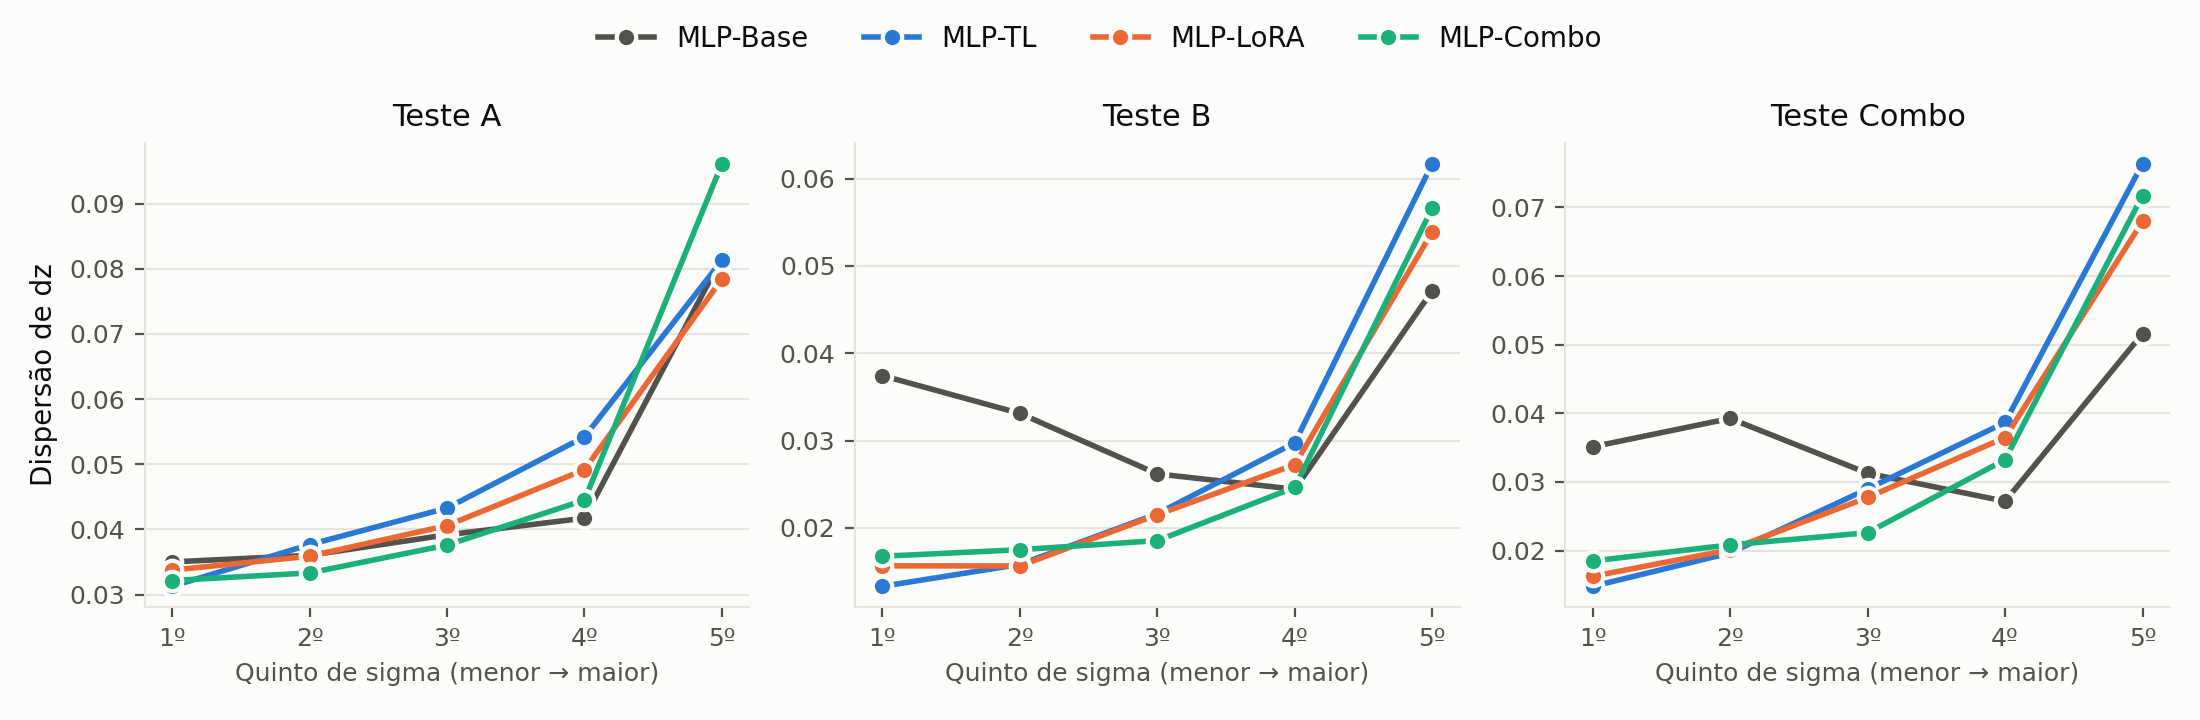 MLP-Base MLP-TL MLP-LoRA MLP-Combo
Teste A
Dispersão de dz
0.09
0.08
0.07
0.06
0.05
0.04
0.03
1º 2º 3º 4º 5º
Quinto de sigma (menor → maior)
Teste B
0.06
0.05
0.04
0.03
0.02
1º 2º 3º 4º 5º
Quinto de sigma (menor → maior)
Teste Combo
0.07
0.06
0.05
0.04
0.03
0.02
1º 2º 3º 4º 5º
Quinto de sigma (menor → maior)